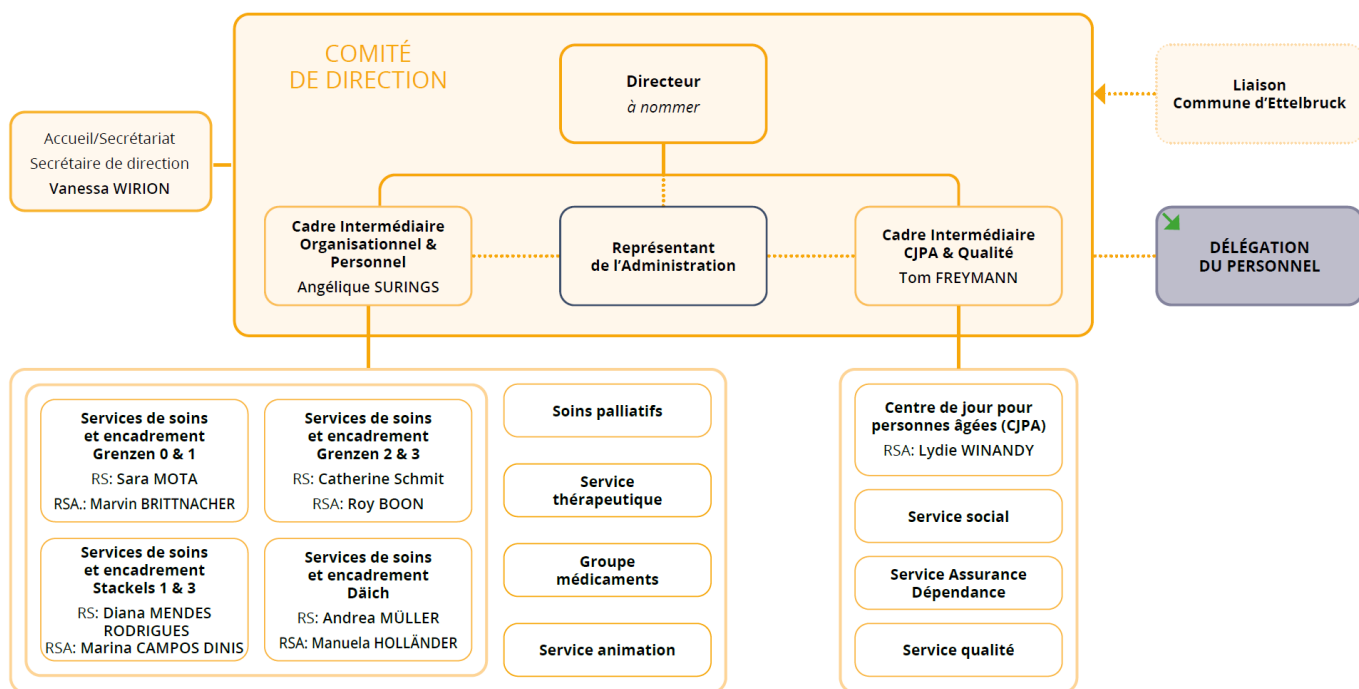 COMITÉ
DE DIRECTION
Directeur
à nommer
Liaison
Commune d'Ettelbruck
Accueil/Secrétariat
Secrétaire de direction
Vanessa WIRION
Cadre Intermédiaire
Organisationnel &
Personnel
Angélique SURINGS
Représentant
de l'Administration
Cadre Intermédiaire
CJPA & Qualité
Tom FREYMANN
DÉLÉGATION
DU PERSONNEL
Services de soins
et encadrement
Grenzen 0 & 1
RS: Sara MOTA
RSA.: Marvin BRITTNACHER
Services de soins
et encadrement
Grenzen 2 & 3
RS: Catherine Schmit
RSA: Roy BOON
Services de soins
et encadrement
Stackels 1 & 3
RS: Diana MENDES
RODRIGUES
RSA: Marina CAMPOS DINIS
Services de soins
et encadrement
Däich
RS: Andrea MÜLLER
RSA: Manuela HOLLÄNDER
Soins palliatifs
Service
thérapeutique
Groupe
médicaments
Service animation
Centre de jour pour
personnes âgées (CJPA)
RSA: Lydie WINANDY
Service social
Service Assurance
Dépendance
Service qualité